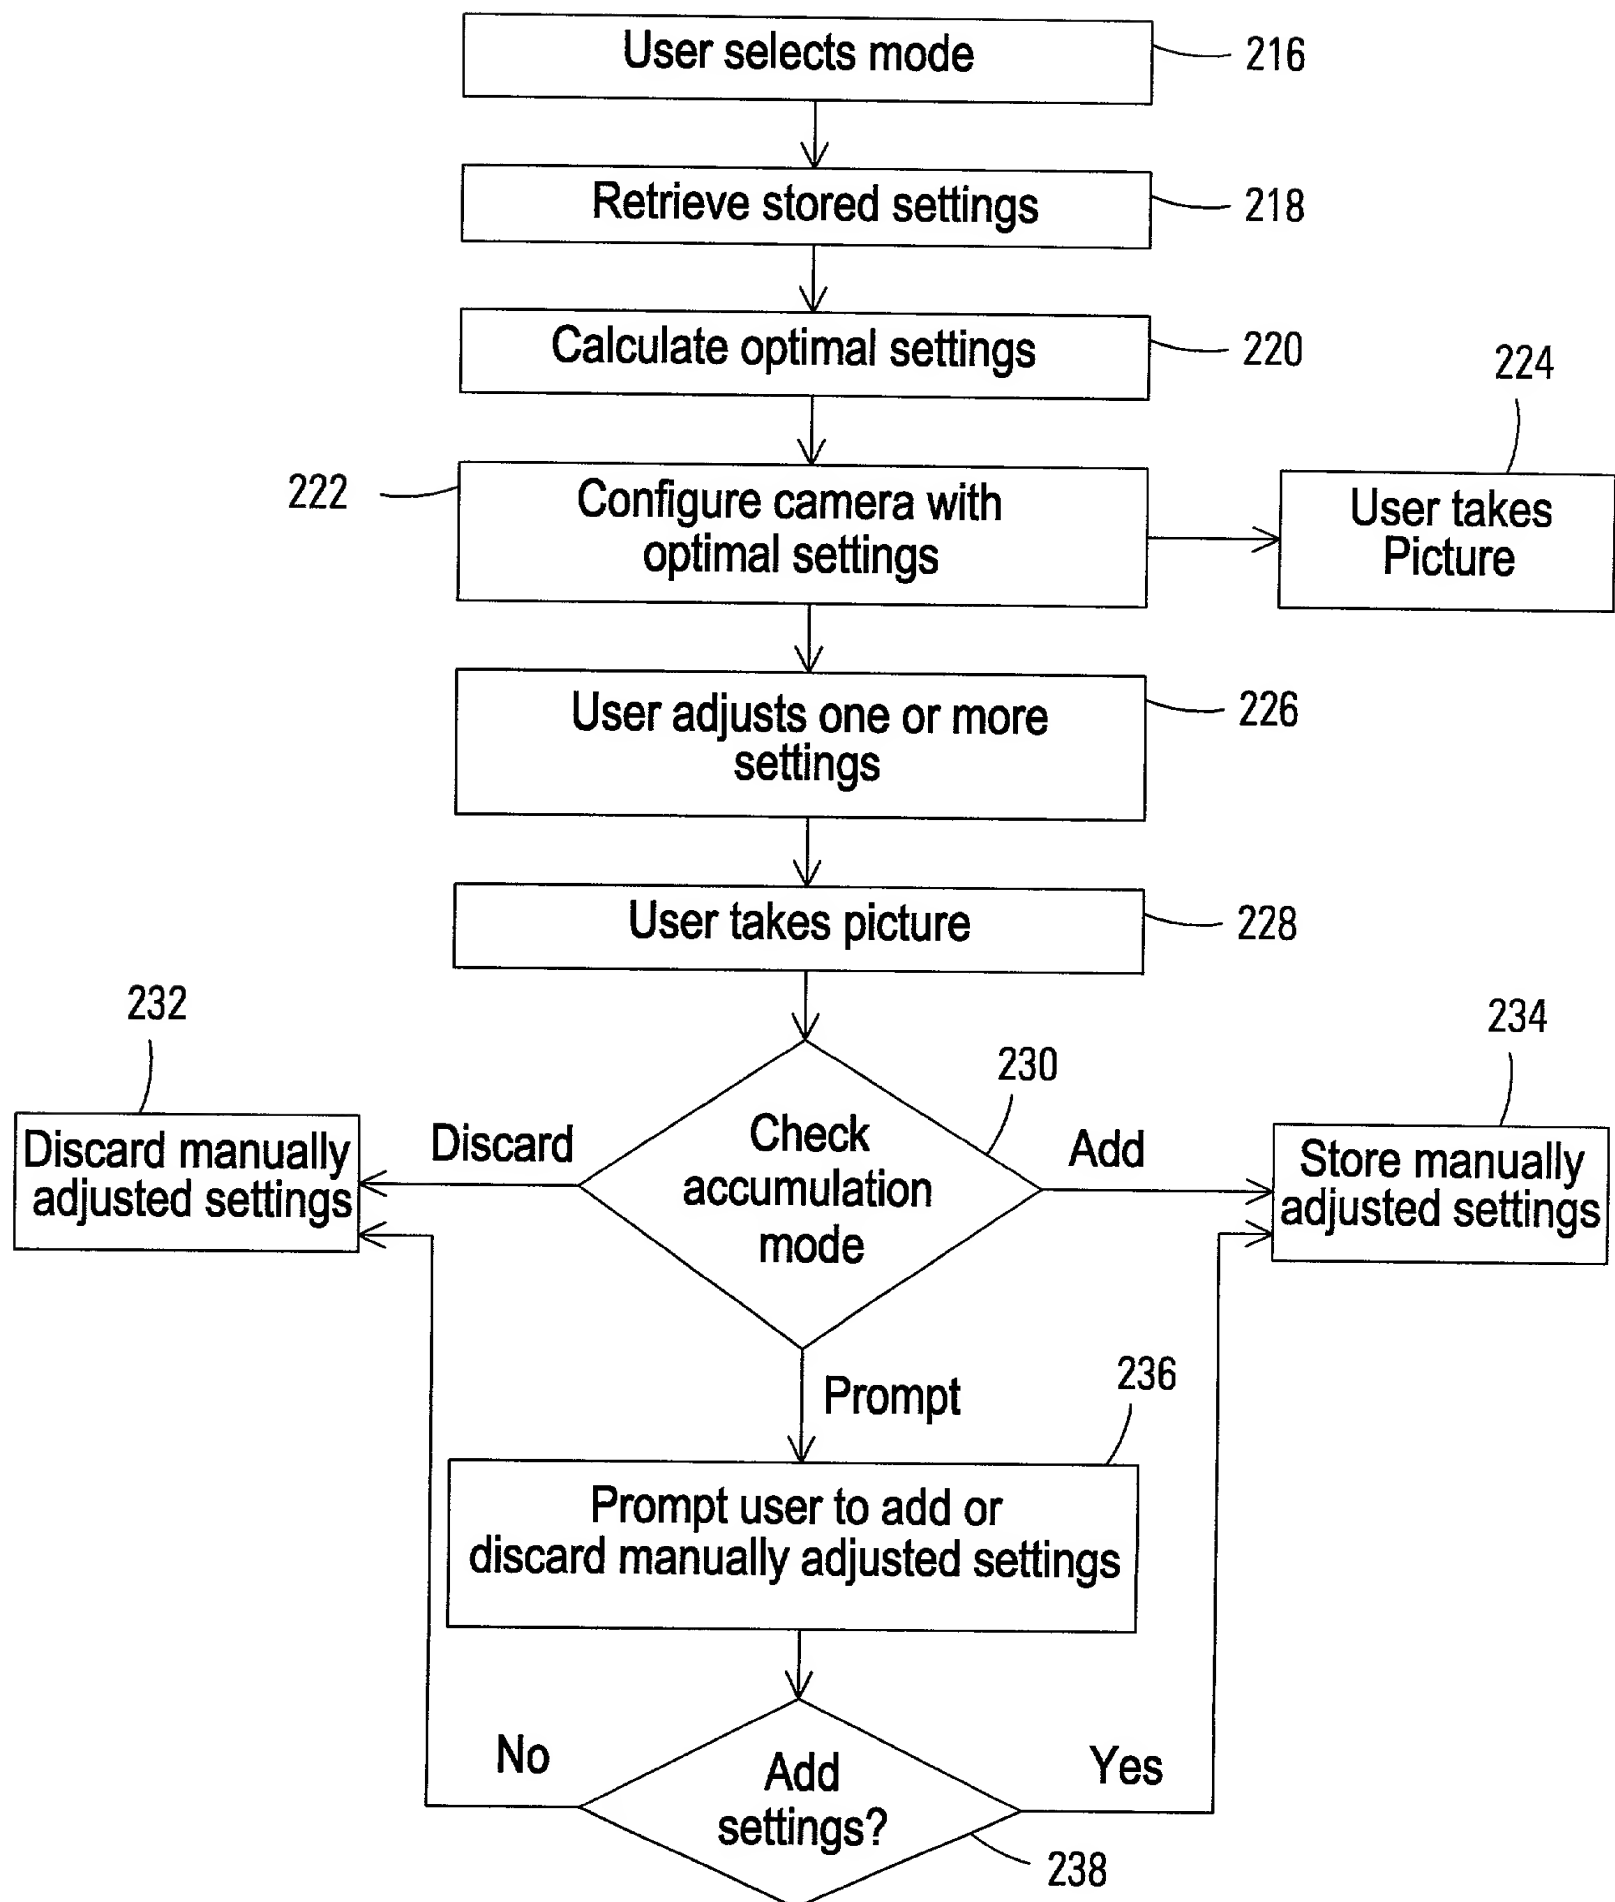 User selects mode
216
Retrieve stored settings
218
Calculate optimal settings
220
224
222
Configure camera with
optimal settings
User takes
Picture
User adjusts one or more
settings
226
User takes picture
228
232
234
230
Discard manually
adjusted settings
Discard
Check
accumulation
mode
Add
Store manually
adjusted settings
Prompt
236
Prompt user to add or
discard manually adjusted settings
No
Add
settings?
Yes
238